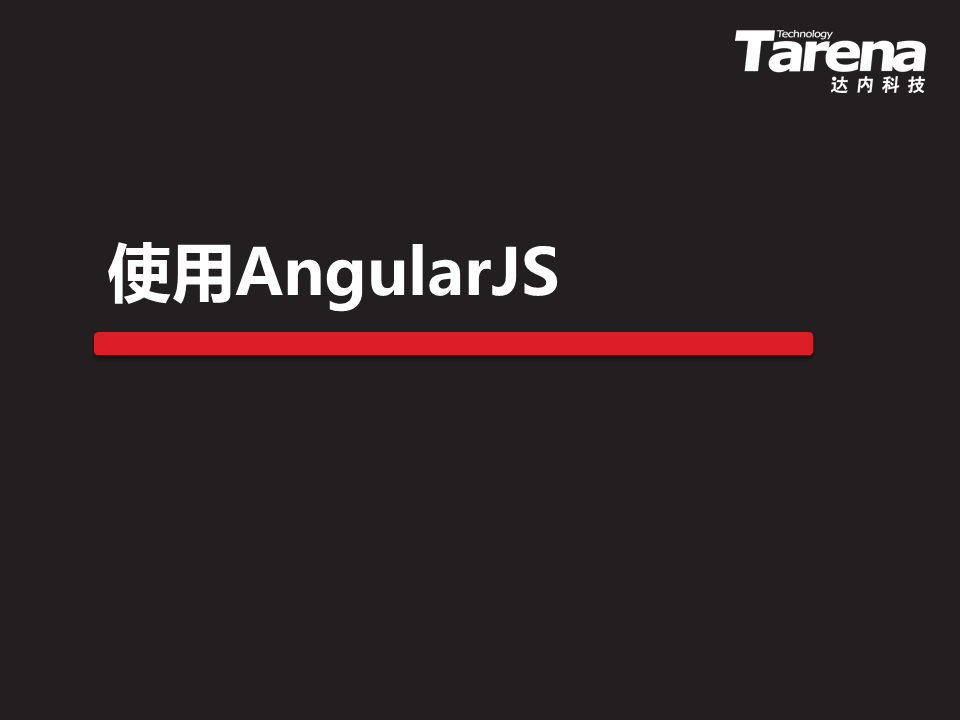 Technology
Tarena
达内科技
使用AngularJS